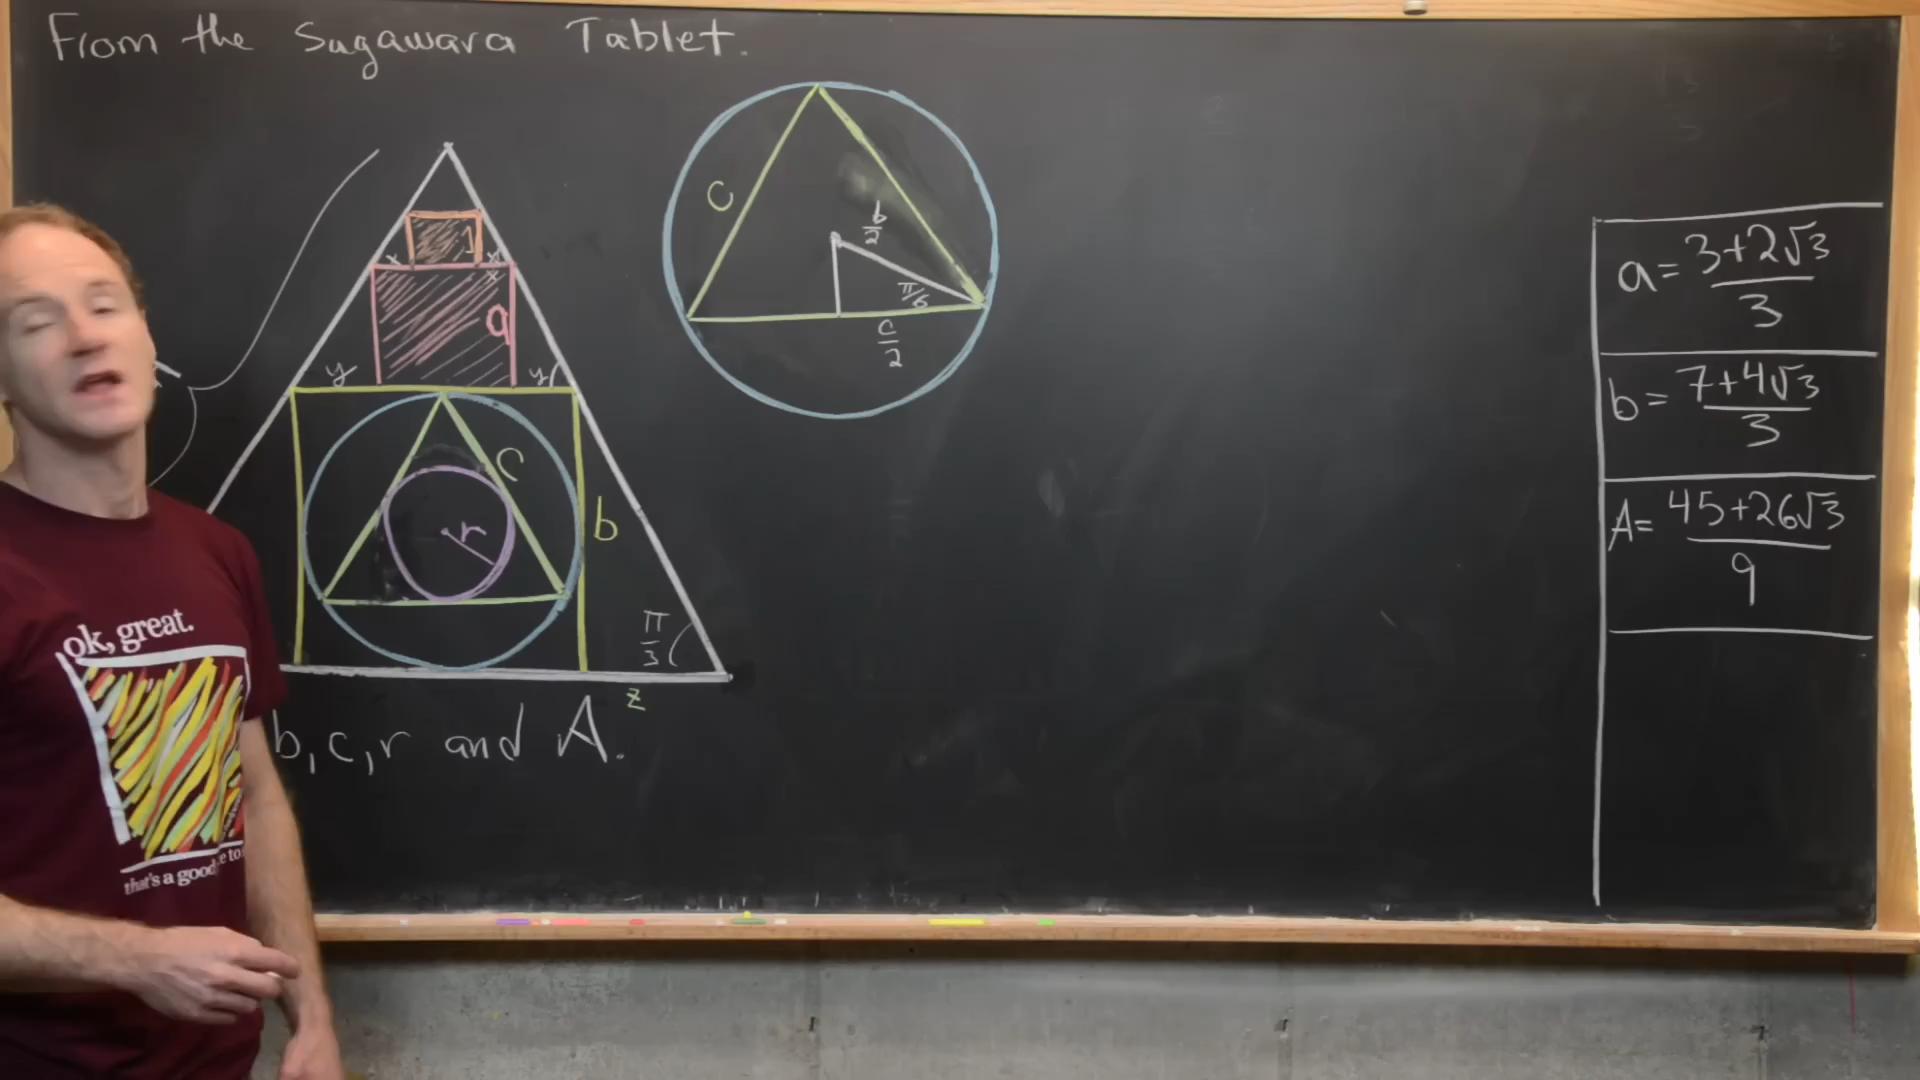 From the Sugawara Tablet.
1
x
x
x
a
y
y
C
r
b
π/3
z
b, c, r and A.
C
b/2
π/6
c/2
a = (3+2√3)/3
b = (7+4√3)/3
A = (45+26√3)/9
ok, great.
that's a good
e to